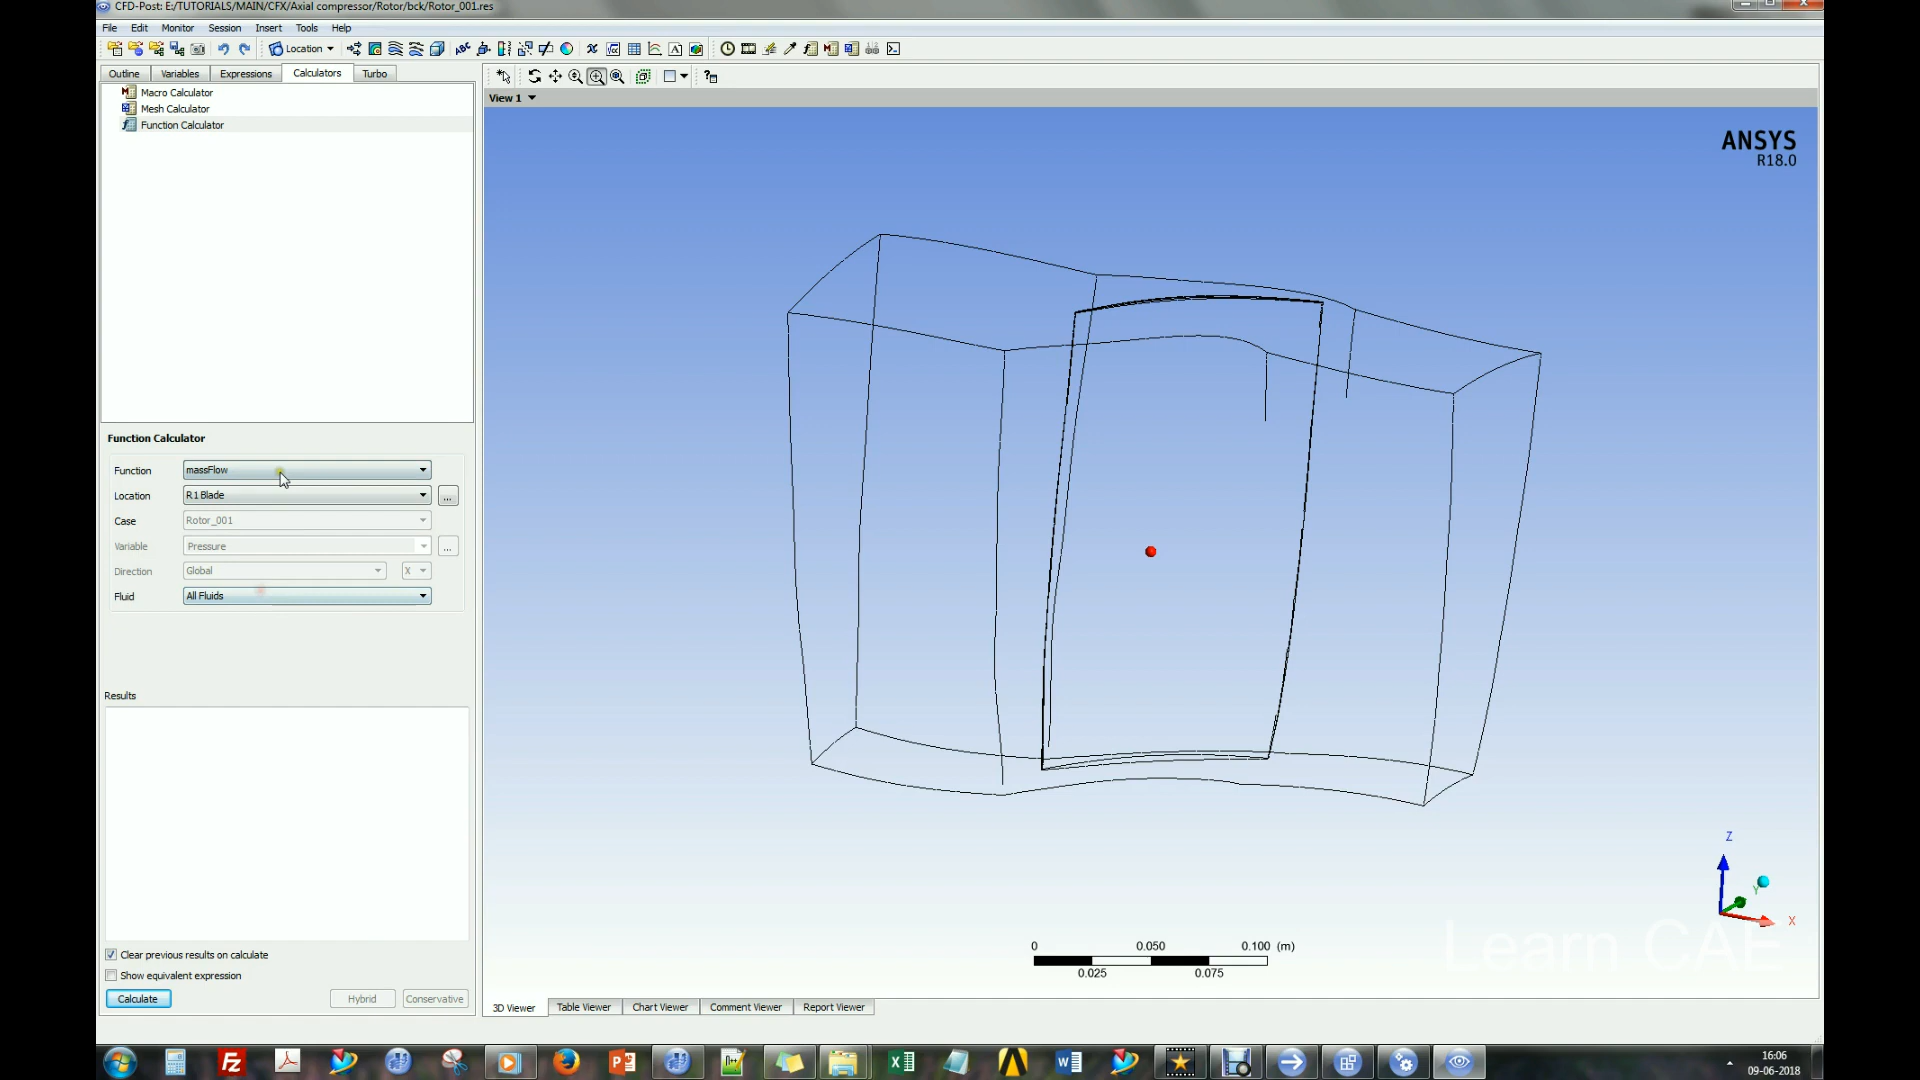 CFD-Post: E:/TUTORIALS/MAIN/CFX/Axial compressor/Rotor/bck/Rotor_001.res
File Edit Monitor Session Insert Tools Help
Location
Outline Variables Expressions Calculators Turbo
Macro Calculator
Mesh Calculator
Function Calculator
View 1
ANSYS
R18.0
Function Calculator
Function massFlow
Location R1 Blade ...
Case Rotor_001
Variable Pressure ...
Direction Global X
Fluid All Fluids
Results
Clear previous results on calculate
Show equivalent expression
Calculate Hybrid Conservative
Z
Y
X
0 0.050 0.100 (m)
0.025 0.075
Learn CAE
3D Viewer Table Viewer Chart Viewer Comment Viewer Report Viewer
16:06
09-06-2018